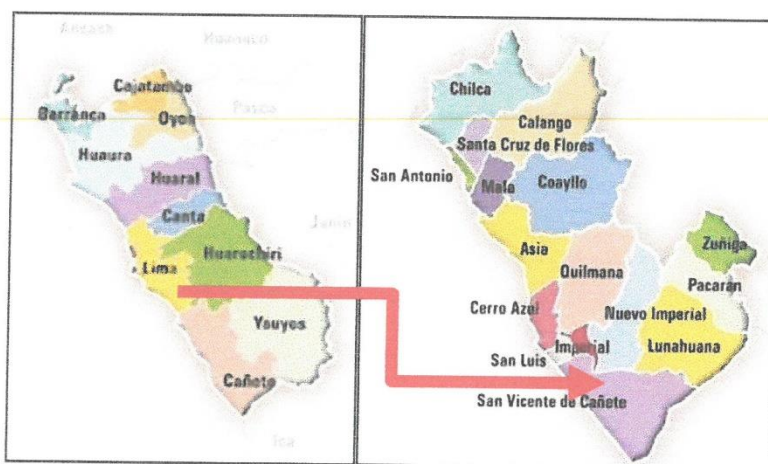 Ancash
Huanuco
Cajatambo
Barránca
Oyon
Pasco
Huaura
Huaral
Canta
Junin
Huarochiri
Lima
Yauyos
Cañete
Ica
Chilca
Calango
Santa Cruz de Flores
San Antonio
Mala
Coayllo
Asia
Zuñiga
Quilmana
Pacarán
Cerro Azul
Nuevo Imperial
Imperial
Lunahuana
San Luis
San Vicente de Cañete